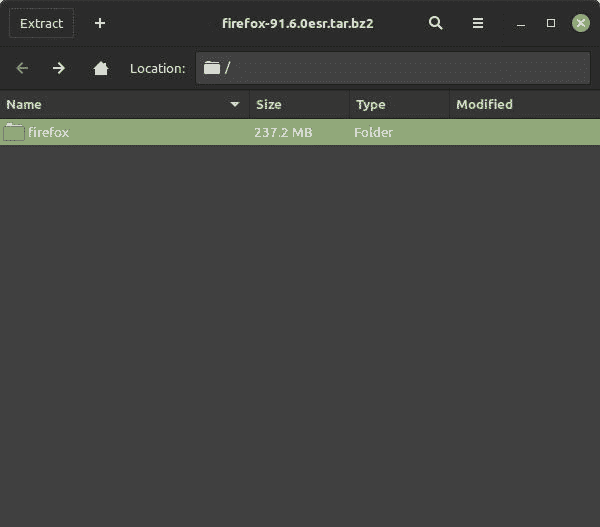 Extract firefox-91.6.0esr.tar.bz2
Location: /
Name Size Type Modified
firefox 237.2 MB Folder